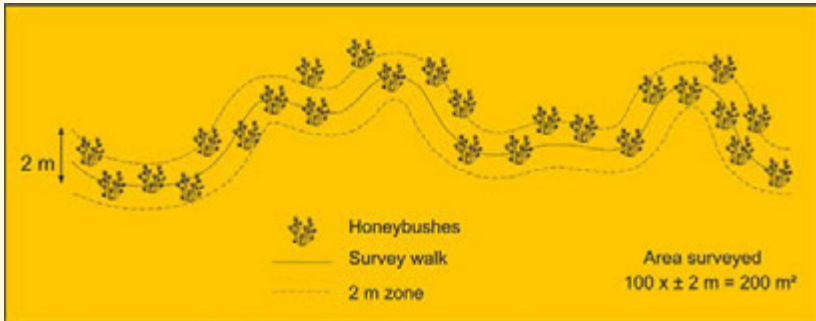 2 m
Honeybushes
Survey walk
2 m zone
Area surveyed
100 x ± 2 m = 200 m²